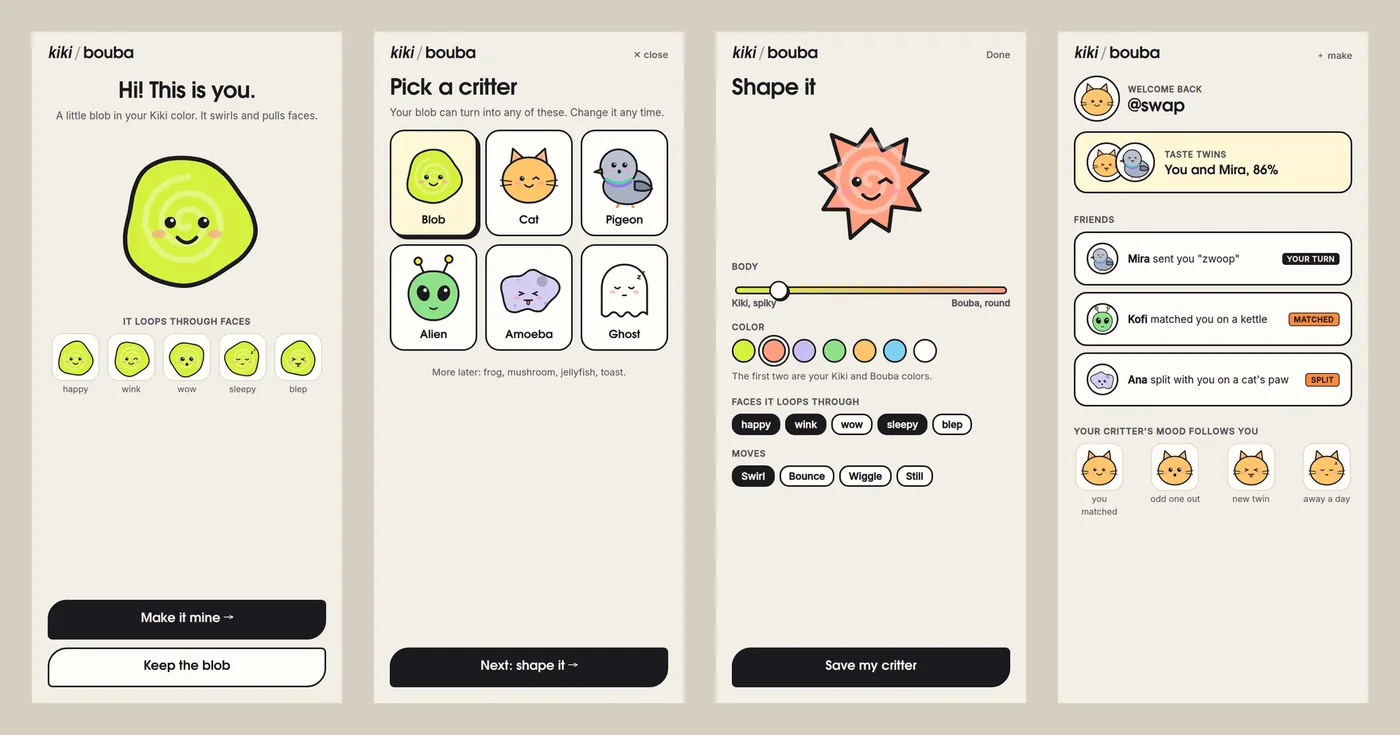 kiki / bouba
Hi! This is you.
A little blob in your Kiki color. It swirls and pulls faces.
IT LOOPS THROUGH FACES
happy
wink
wow
sleepy
blep
Make it mine →
Keep the blob
kiki / bouba
× close
Pick a critter
Your blob can turn into any of these. Change it any time.
Blob
Cat
Pigeon
Alien
Amoeba
z
Ghost
More later: frog, mushroom, jellyfish, toast.
Next: shape it →
kiki / bouba
Done
Shape it
BODY
Kiki, spiky
Bouba, round
COLOR
The first two are your Kiki and Bouba colors.
FACES IT LOOPS THROUGH
happy
wink
wow
sleepy
blep
MOVES
Swirl
Bounce
Wiggle
Still
Save my critter
kiki / bouba
+ make
WELCOME BACK
@swap
TASTE TWINS
You and Mira, 86%
FRIENDS
Mira sent you "zwoop"
YOUR TURN
Kofi matched you on a kettle
MATCHED
Ana split with you on a cat's paw
SPLIT
YOUR CRITTER'S MOOD FOLLOWS YOU
you
matched
odd one out
new twin
away a day